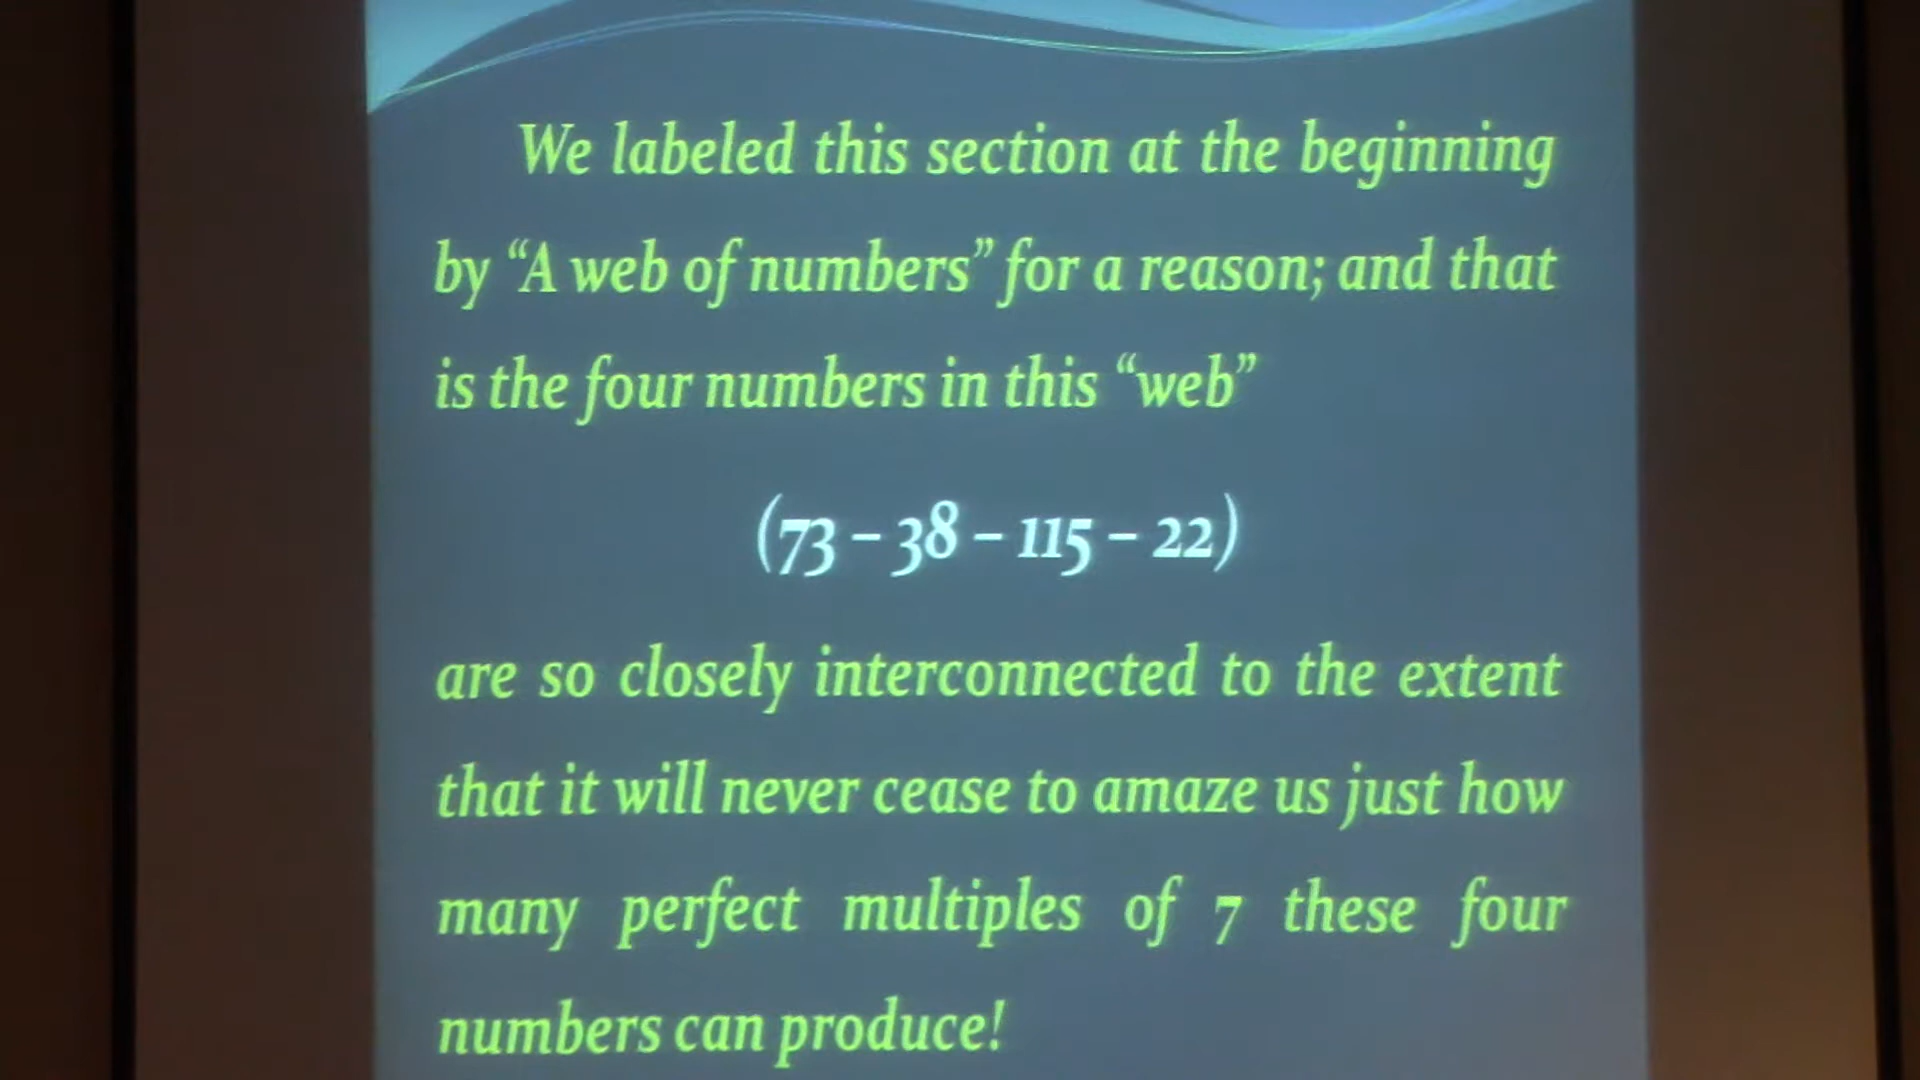 We labeled this section at the beginning
by “A web of numbers” for a reason; and that
is the four numbers in this “web”
(73 – 38 – 115 – 22)
are so closely interconnected to the extent
that it will never cease to amaze us just how
many perfect multiples of 7 these four
numbers can produce!